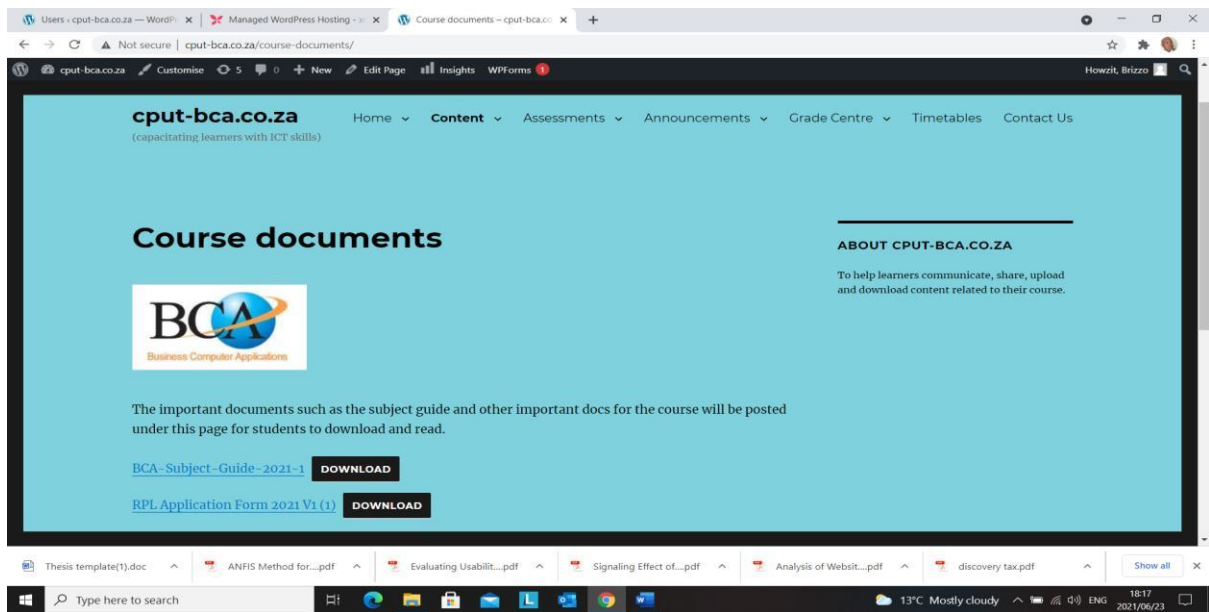 Users ‹ cput-bca.co.za — WordPr
Managed WordPress Hosting -
Course documents – cput-bca.co
Not secure | cput-bca.co.za/course-documents/
cput-bca.co.za Customise 5 0 New Edit Page Insights WPForms 1 Howzit, Brizzo
cput-bca.co.za
(capacitating learners with ICT skills)
Home Content Assessments Announcements Grade Centre Timetables Contact Us
Course documents
BCA
Business Computer Applications
The important documents such as the subject guide and other important docs for the course will be posted
under this page for students to download and read.
BCA-Subject-Guide-2021-1 DOWNLOAD
RPL Application Form 2021 V1 (1) DOWNLOAD
ABOUT CPUT-BCA.CO.ZA
To help learners communicate, share, upload
and download content related to their course.
Thesis template(1).doc ANFIS Method for....pdf Evaluating Usabilit....pdf Signaling Effect of....pdf Analysis of Websit....pdf discovery tax.pdf Show all
Type here to search
13°C Mostly cloudy ENG
18:17
2021/06/23